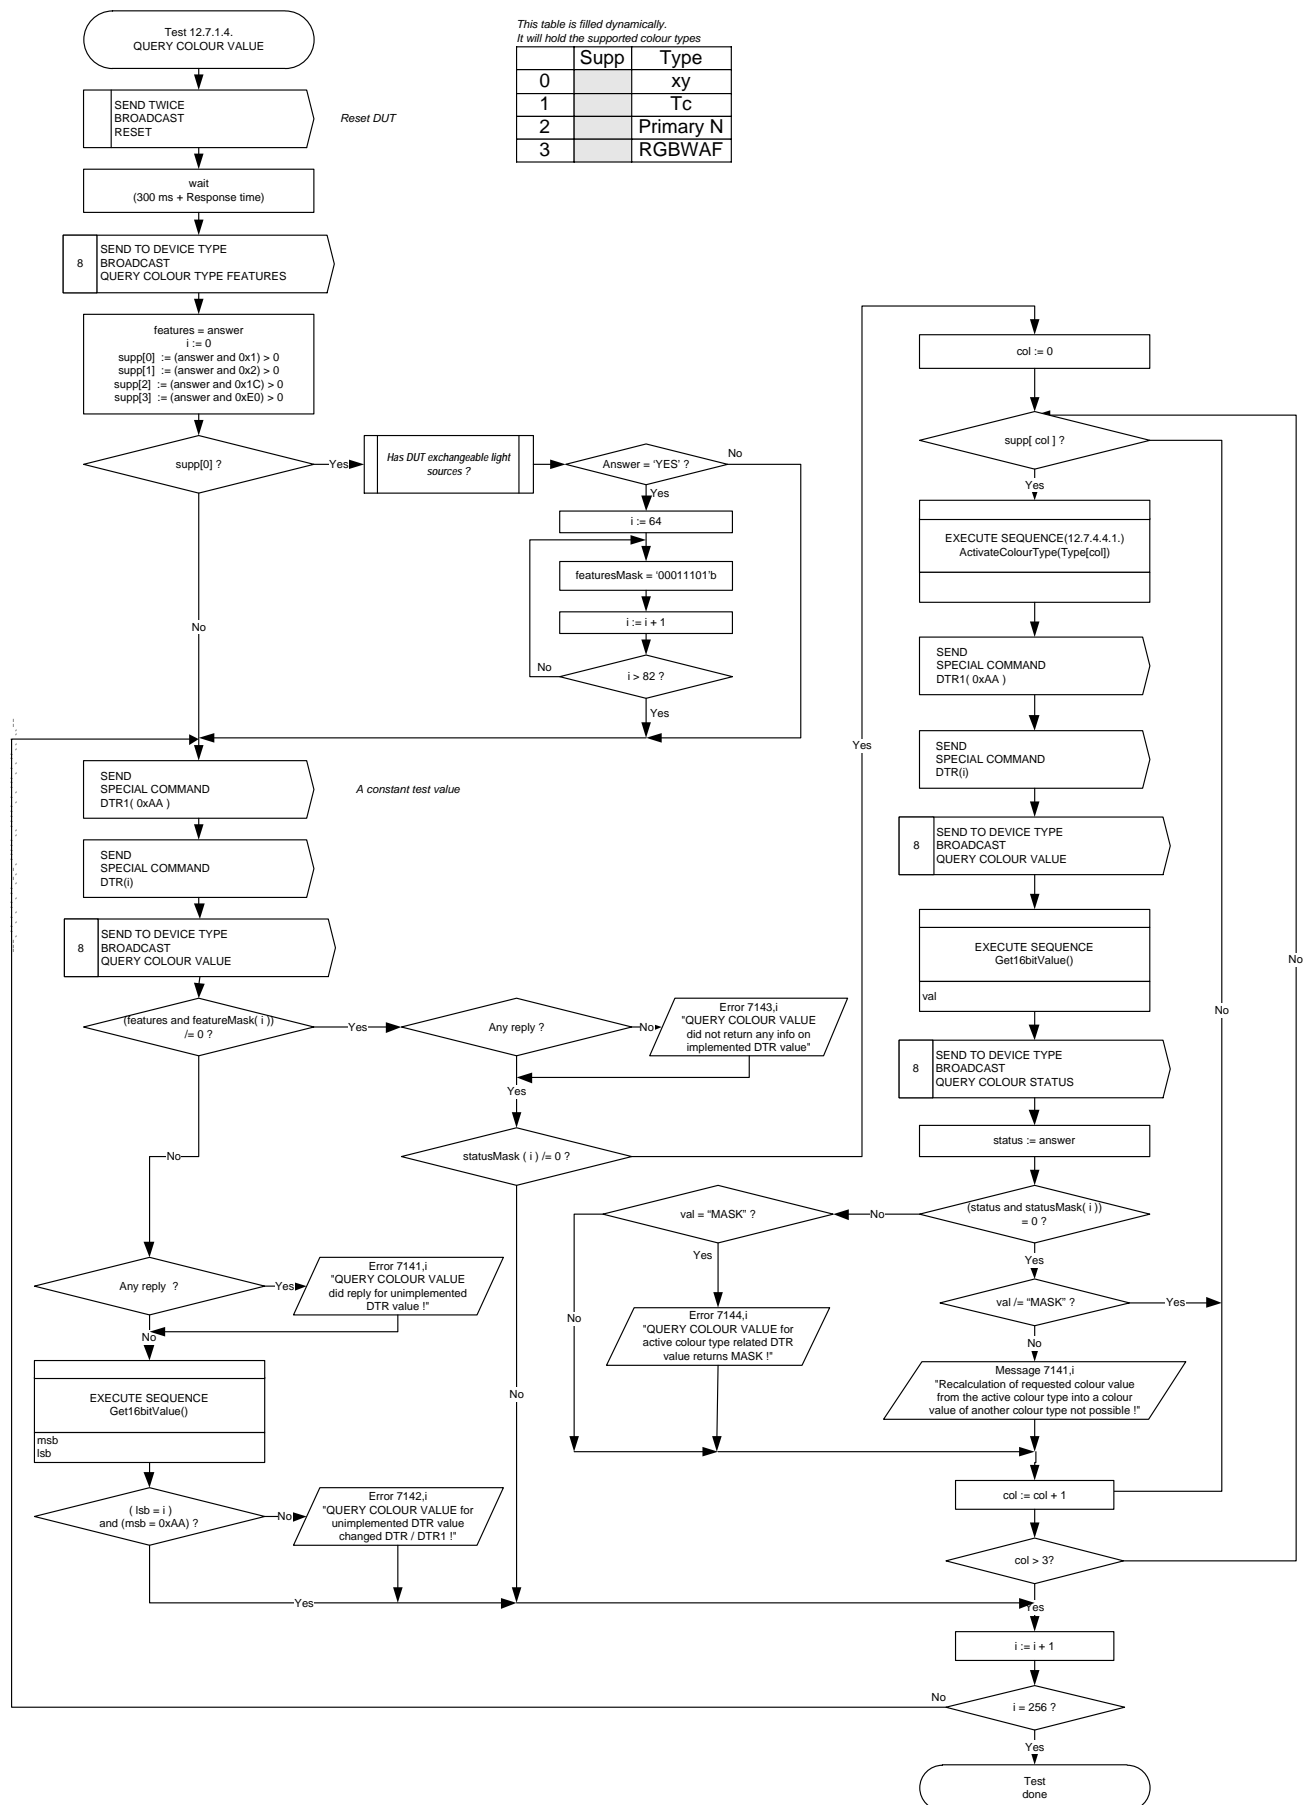 Test 12.7.1.4.
QUERY COLOUR VALUE
This table is filled dynamically.
It will hold the supported colour types
Supp Type
0 xy
1 Tc
2 Primary N
3 RGBWAF
SEND TWICE
BROADCAST
RESET
Reset DUT
wait
(300 ms + Response time)
8
SEND TO DEVICE TYPE
BROADCAST
QUERY COLOUR TYPE FEATURES
features = answer
i := 0
supp[0] := (answer and 0x1) > 0
supp[1] := (answer and 0x2) > 0
supp[2] := (answer and 0x1C) > 0
supp[3] := (answer and 0xE0) > 0
supp[0] ?
Yes
Has DUT exchangeable light
sources ?
Answer = 'YES' ?
No
Yes
i := 64
featuresMask = '00011101'b
i := i + 1
No
i > 82 ?
Yes
No
SEND
SPECIAL COMMAND
DTR1( 0xAA )
A constant test value
SEND
SPECIAL COMMAND
DTR(i)
8
SEND TO DEVICE TYPE
BROADCAST
QUERY COLOUR VALUE
(features and featureMask( i ))
/= 0 ?
Yes
Any reply ?
No
Error 7143,i
"QUERY COLOUR VALUE
did not return any info on
implemented DTR value"
Yes
statusMask ( i ) /= 0 ?
Yes
No
No
Any reply ?
Yes
Error 7141,i
"QUERY COLOUR VALUE
did reply for unimplemented
DTR value !"
No
EXECUTE SEQUENCE
Get16bitValue()
msb
lsb
( lsb = i )
and (msb = 0xAA) ?
No
Error 7142,i
"QUERY COLOUR VALUE for
unimplemented DTR value
changed DTR / DTR1 !"
Yes
col := 0
supp[ col ] ?
Yes
No
EXECUTE SEQUENCE(12.7.4.4.1.)
ActivateColourType(Type[col])
SEND
SPECIAL COMMAND
DTR1( 0xAA )
SEND
SPECIAL COMMAND
DTR(i)
8
SEND TO DEVICE TYPE
BROADCAST
QUERY COLOUR VALUE
EXECUTE SEQUENCE
Get16bitValue()
val
8
SEND TO DEVICE TYPE
BROADCAST
QUERY COLOUR STATUS
status := answer
(status and statusMask( i ))
= 0 ?
No
val = "MASK" ?
Yes
No
Error 7144,i
"QUERY COLOUR VALUE for
active colour type related DTR
value returns MASK !"
Yes
val /= "MASK" ?
Yes
No
Message 7141,i
"Recalculation of requested colour value
from the active colour type into a colour
value of another colour type not possible !"
col := col + 1
col > 3?
No
Yes
i := i + 1
No
i = 256 ?
Yes
Test
done